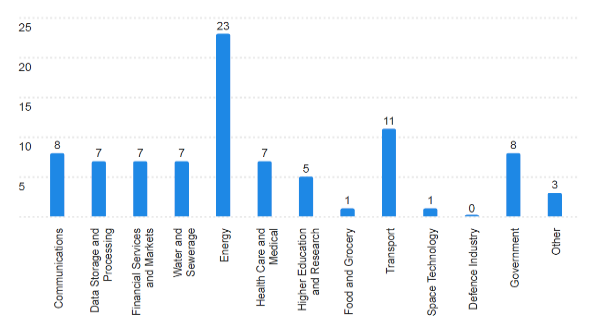 25
20
15
10
5
8
7
7
7
23
7
5
1
11
1
0
8
3
Communications
Data Storage and
Processing
Financial Services
and Markets
Water and
Sewerage
Energy
Health Care and
Medical
Higher Education
and Research
Food and Grocery
Transport
Space Technology
Defence Industry
Government
Other